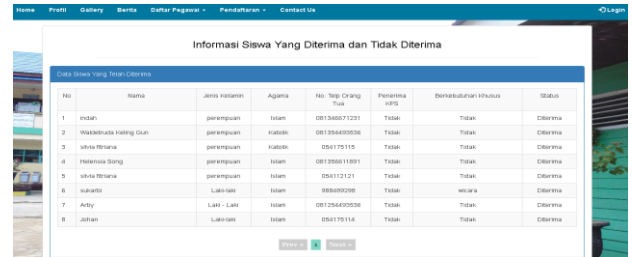 Home Profil Gallery Berita Daftar Pegawai Pendaftaran Contact Us Login
Informasi Siswa Yang Diterima dan Tidak Diterima
Data Siswa Yang Telah Diterima
No Nama Jenis Kelamin Agama No. Telp Orang Tua Penerima KPS Berkebutuhan Khusus Status
1 Indah perempuan Islam 081346671231 Tidak Tidak Diterima
2 Waldetruda Keling Gun perempuan Katolik 081354493536 Tidak Tidak Diterima
3 silvia fitriana perempuan Katolik 054175115 Tidak Tidak Diterima
4 Helensia Song perempuan Islam 081356611891 Tidak Tidak Diterima
5 silvia fitriana perempuan Islam 054112121 Tidak Tidak Diterima
6 sukarto Laki-laki Islam 989499298 Tidak wicara Diterima
7 Arby Laki - Laki Islam 081254493536 Tidak Tidak Diterima
8 Johan Laki-laki Islam 054175114 Tidak Tidak Diterima
Prev « Next »